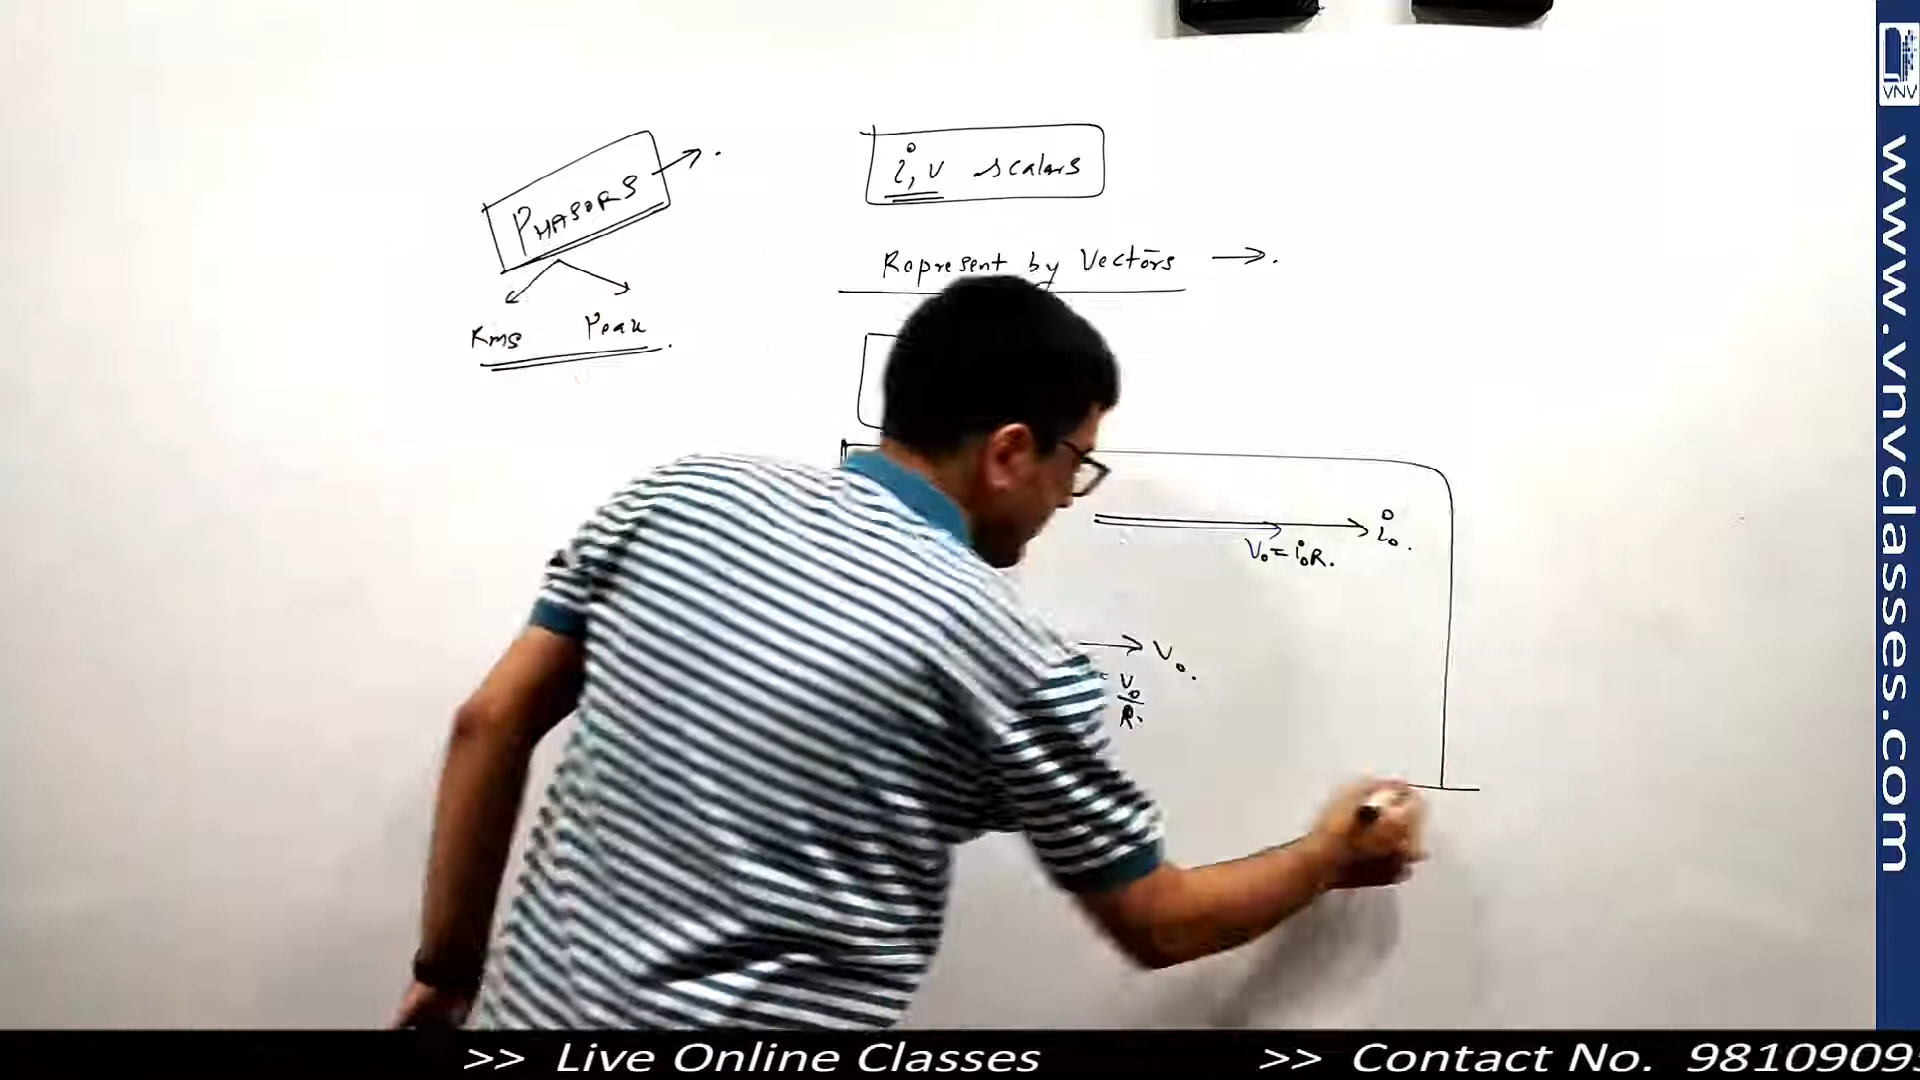 PHASORS
Rms Peak
i, v scalars
Represent by Vectors
i₀.
V₀ = i₀R.
V₀.
= V₀
R.
VNV
www.vnvclasses.com
>> Live Online Classes >> Contact No. 9810909